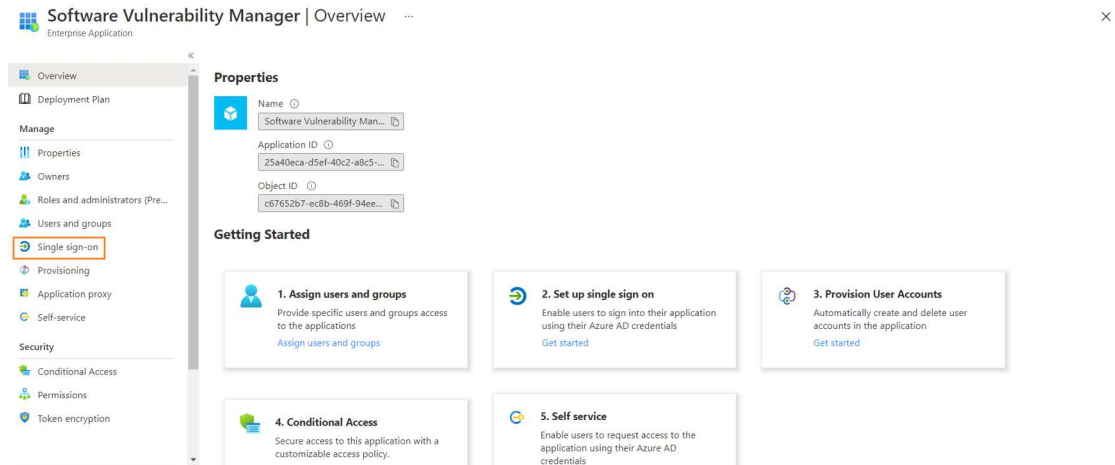 Software Vulnerability Manager | Overview ...
Enterprise Application
«
Overview
Deployment Plan
Manage
Properties
Owners
Roles and administrators (Pre...
Users and groups
Single sign-on
Provisioning
Application proxy
Self-service
Security
Conditional Access
Permissions
Token encryption
Properties
Name
Software Vulnerability Man...
Application ID
25a40eca-d5ef-40c2-a8c5-...
Object ID
c67652b7-ec8b-469f-94ee...
Getting Started
1. Assign users and groups
Provide specific users and groups access
to the applications
Assign users and groups
2. Set up single sign on
Enable users to sign into their application
using their Azure AD credentials
Get started
3. Provision User Accounts
Automatically create and delete user
accounts in the application
Get started
4. Conditional Access
Secure access to this application with a
customizable access policy.
5. Self service
Enable users to request access to the
application using their Azure AD
credentials